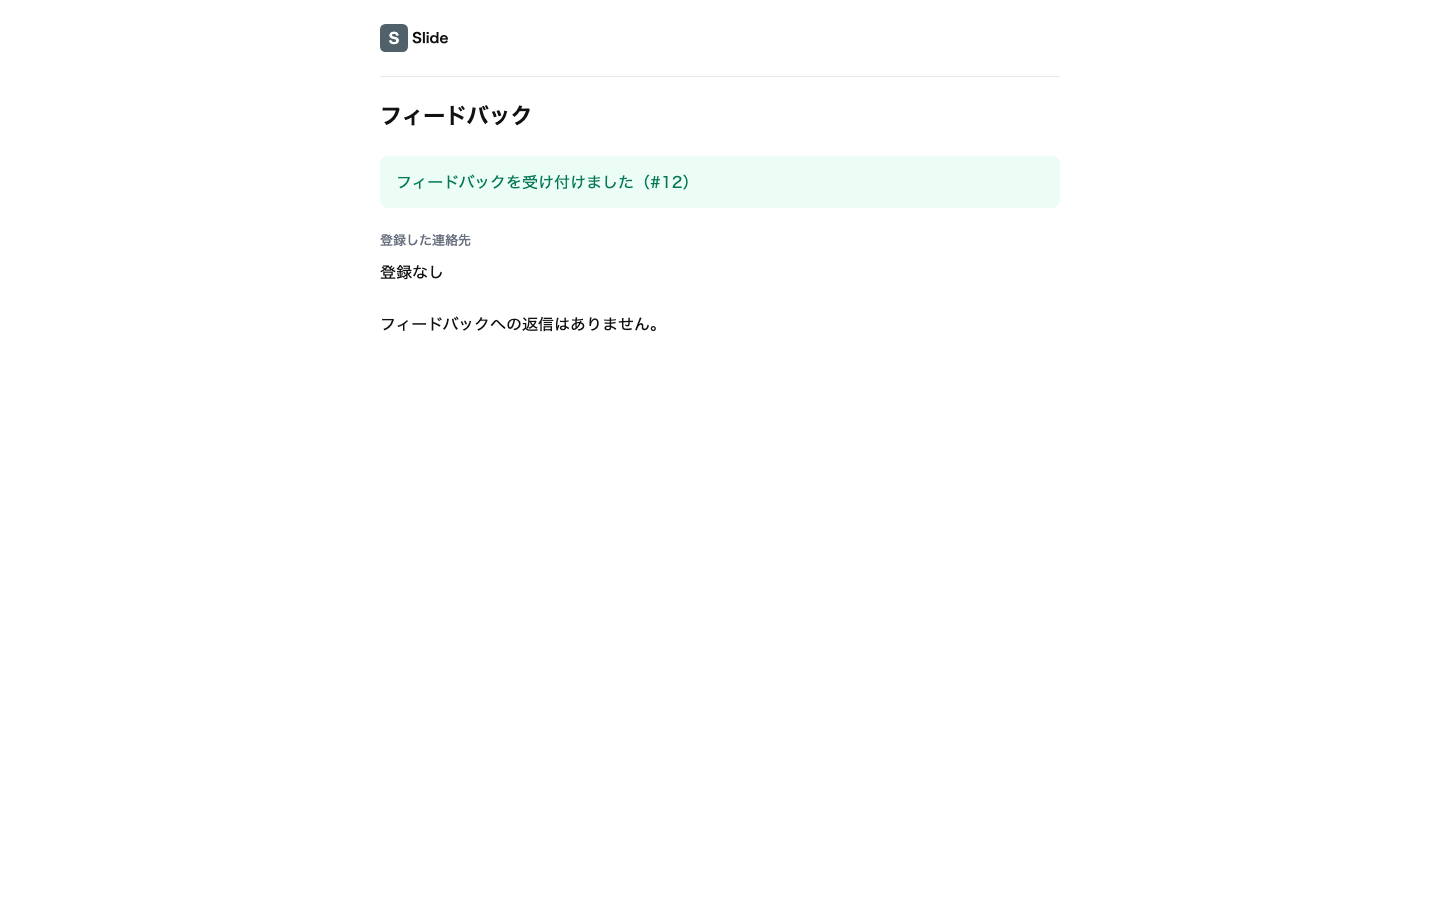 S Slide
フィードバック
フィードバックを受け付けました（#12）
登録した連絡先
登録なし
フィードバックへの返信はありません。